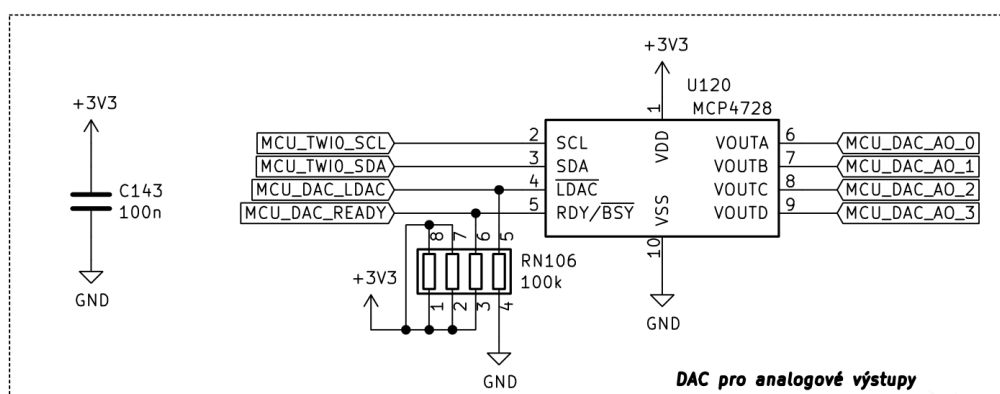 +3V3
U120
MCP4728
+3V3
C143
100n
GND
MCU_TWI0_SCL
2
SCL
MCU_TWI0_SDA
3
SDA
MCU_DAC_LDAC
4
LDAC
MCU_DAC_READY
5
RDY/BSY
1
VDD
VSS
10
VOUTA
6
MCU_DAC_AO_0
VOUTB
7
MCU_DAC_AO_1
VOUTC
8
MCU_DAC_AO_2
VOUTD
9
MCU_DAC_AO_3
8
7
6
5
RN106
100k
+3V3
1
2
3
4
GND
GND
DAC pro analogové výstupy